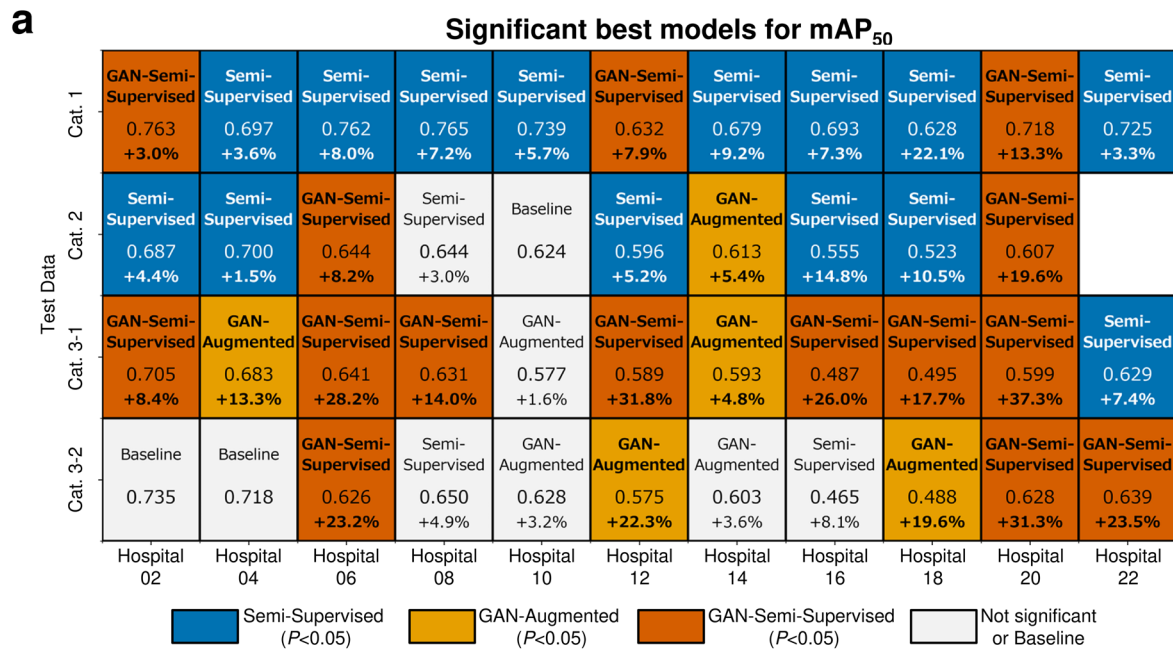 a
Significant best models for mAP50
Test Data
Cat. 1
GAN-Semi-Supervised 0.763 +3.0%
Semi-Supervised 0.697 +3.6%
Semi-Supervised 0.762 +8.0%
Semi-Supervised 0.765 +7.2%
Semi-Supervised 0.739 +5.7%
GAN-Semi-Supervised 0.632 +7.9%
Semi-Supervised 0.679 +9.2%
Semi-Supervised 0.693 +7.3%
Semi-Supervised 0.628 +22.1%
GAN-Semi-Supervised 0.718 +13.3%
Semi-Supervised 0.725 +3.3%
Cat. 2
Semi-Supervised 0.687 +4.4%
Semi-Supervised 0.700 +1.5%
GAN-Semi-Supervised 0.644 +8.2%
Semi-Supervised 0.644 +3.0%
Baseline 0.624
Semi-Supervised 0.596 +5.2%
GAN-Augmented 0.613 +5.4%
Semi-Supervised 0.555 +14.8%
Semi-Supervised 0.523 +10.5%
GAN-Semi-Supervised 0.607 +19.6%
Cat. 3-1
GAN-Semi-Supervised 0.705 +8.4%
GAN-Augmented 0.683 +13.3%
GAN-Semi-Supervised 0.641 +28.2%
GAN-Semi-Supervised 0.631 +14.0%
GAN-Augmented 0.577 +1.6%
GAN-Semi-Supervised 0.589 +31.8%
GAN-Augmented 0.593 +4.8%
GAN-Semi-Supervised 0.487 +26.0%
GAN-Semi-Supervised 0.495 +17.7%
GAN-Semi-Supervised 0.599 +37.3%
Semi-Supervised 0.629 +7.4%
Cat. 3-2
Baseline 0.735
Baseline 0.718
GAN-Semi-Supervised 0.626 +23.2%
Semi-Supervised 0.650 +4.9%
GAN-Augmented 0.628 +3.2%
GAN-Augmented 0.575 +22.3%
GAN-Augmented 0.603 +3.6%
Semi-Supervised 0.465 +8.1%
GAN-Augmented 0.488 +19.6%
GAN-Semi-Supervised 0.628 +31.3%
GAN-Semi-Supervised 0.639 +23.5%
Hospital 02
Hospital 04
Hospital 06
Hospital 08
Hospital 10
Hospital 12
Hospital 14
Hospital 16
Hospital 18
Hospital 20
Hospital 22
Semi-Supervised
(P<0.05)
GAN-Augmented
(P<0.05)
GAN-Semi-Supervised
(P<0.05)
Not significant
or Baseline